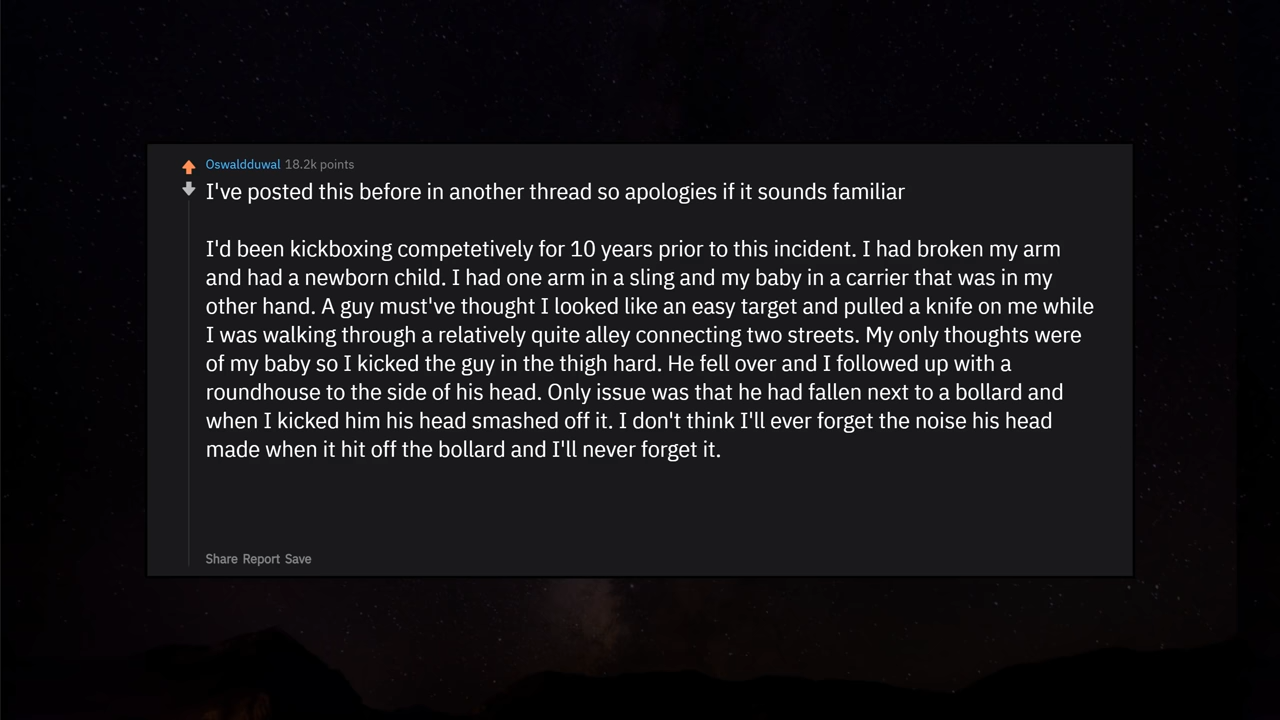 Oswaldduwal 18.2k points
I've posted this before in another thread so apologies if it sounds familiar
I'd been kickboxing competetively for 10 years prior to this incident. I had broken my arm
and had a newborn child. I had one arm in a sling and my baby in a carrier that was in my
other hand. A guy must've thought I looked like an easy target and pulled a knife on me while
I was walking through a relatively quite alley connecting two streets. My only thoughts were
of my baby so I kicked the guy in the thigh hard. He fell over and I followed up with a
roundhouse to the side of his head. Only issue was that he had fallen next to a bollard and
when I kicked him his head smashed off it. I don't think I'll ever forget the noise his head
made when it hit off the bollard and I'll never forget it.
Share Report Save